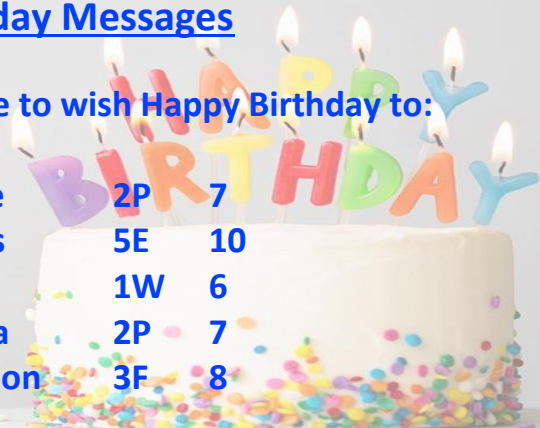 day Messages
e to wish Happy Birthday to:
HAPPY
BIRTHDAY
e 2P 7
s 5E 10
1W 6
a 2P 7
on 3F 8